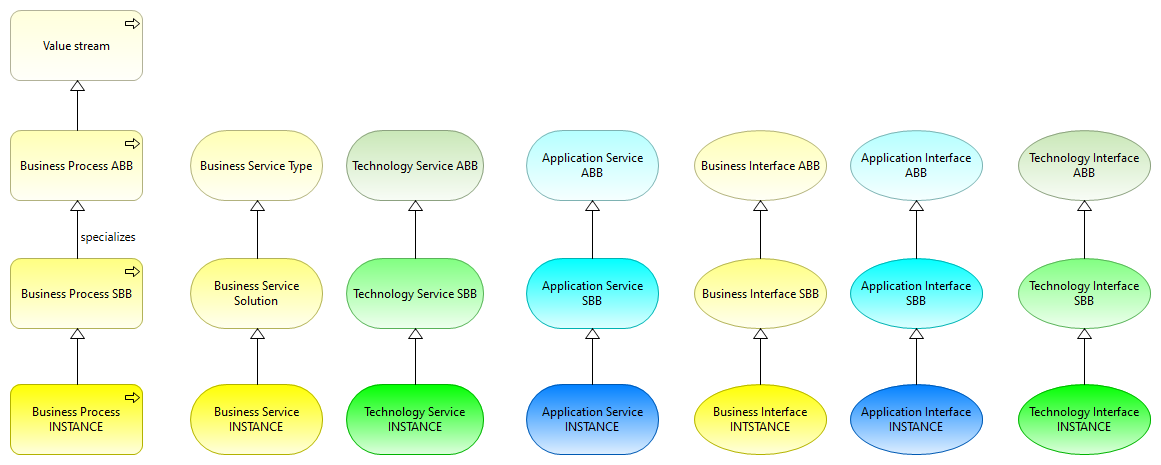 Value stream
Business Process ABB
Business Service Type
Technology Service ABB
Application Service
ABB
Business Interface ABB
Application Interface
ABB
Technology Interface
ABB
specializes
Business Process SBB
Business Service
Solution
Technology Service SBB
Application Service
SBB
Business Interface SBB
Application Interface
SBB
Technology Interface
SBB
Business Process
INSTANCE
Business Service
INSTANCE
Technology Service
INSTANCE
Application Service
INSTANCE
Business Interface
INTSTANCE
Application Interface
INSTANCE
Technology Interface
INSTANCE